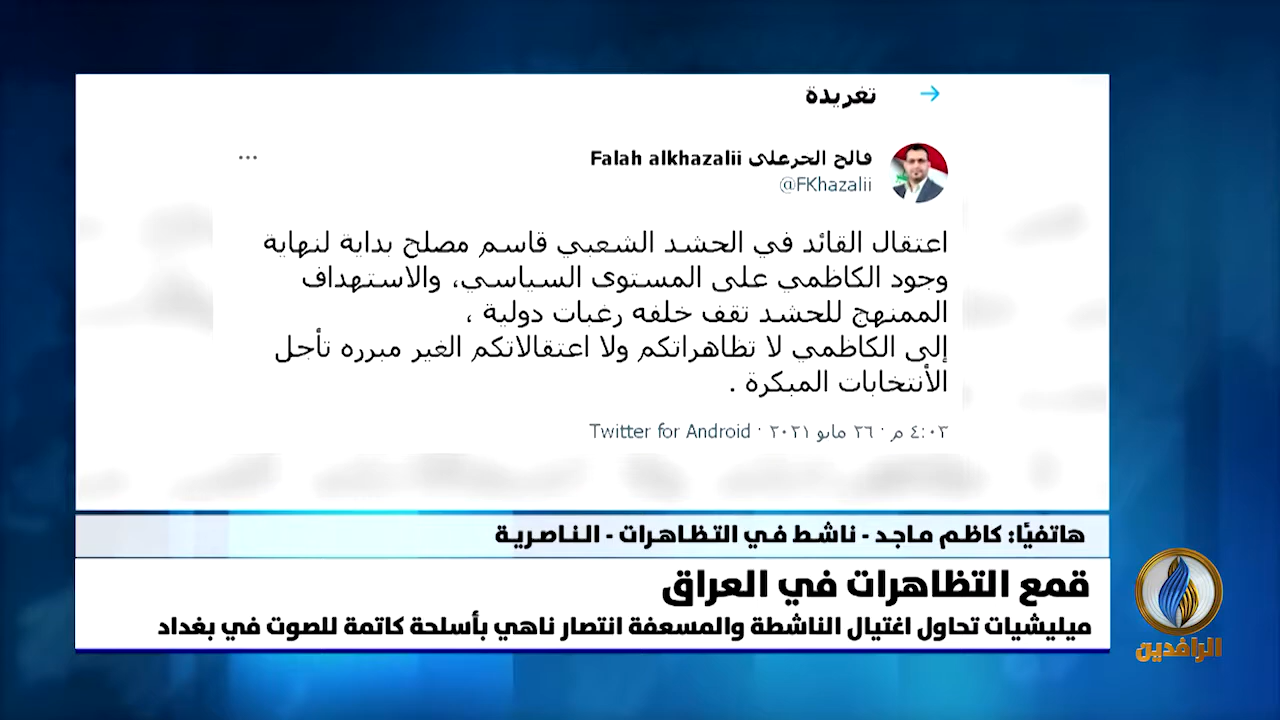 تغريدة
فالح الخزعلي Falah alkhazalii
@FKhazalii
اعتقال القائد في الحشد الشعبي قاسم مصلح بداية لنهاية
وجود الكاظمي على المستوى السياسي، والاستهداف
الممنهج للحشد تقف خلفه رغبات دولية ،
إلى الكاظمي لا تظاهراتكم ولا اعتقالاتكم الغير مبرره تأجل
الأنتخابات المبكرة .
٤:٠٣ م · ٢٦ مايو ٢٠٢١ · Twitter for Android
هاتفيًا: كاظم ماجد - ناشط في التظاهرات - الناصرية
قمع التظاهرات في العراق
ميليشيات تحاول اغتيال الناشطة والمسعفة انتصار ناهي بأسلحة كاتمة للصوت في بغداد
الرافدين